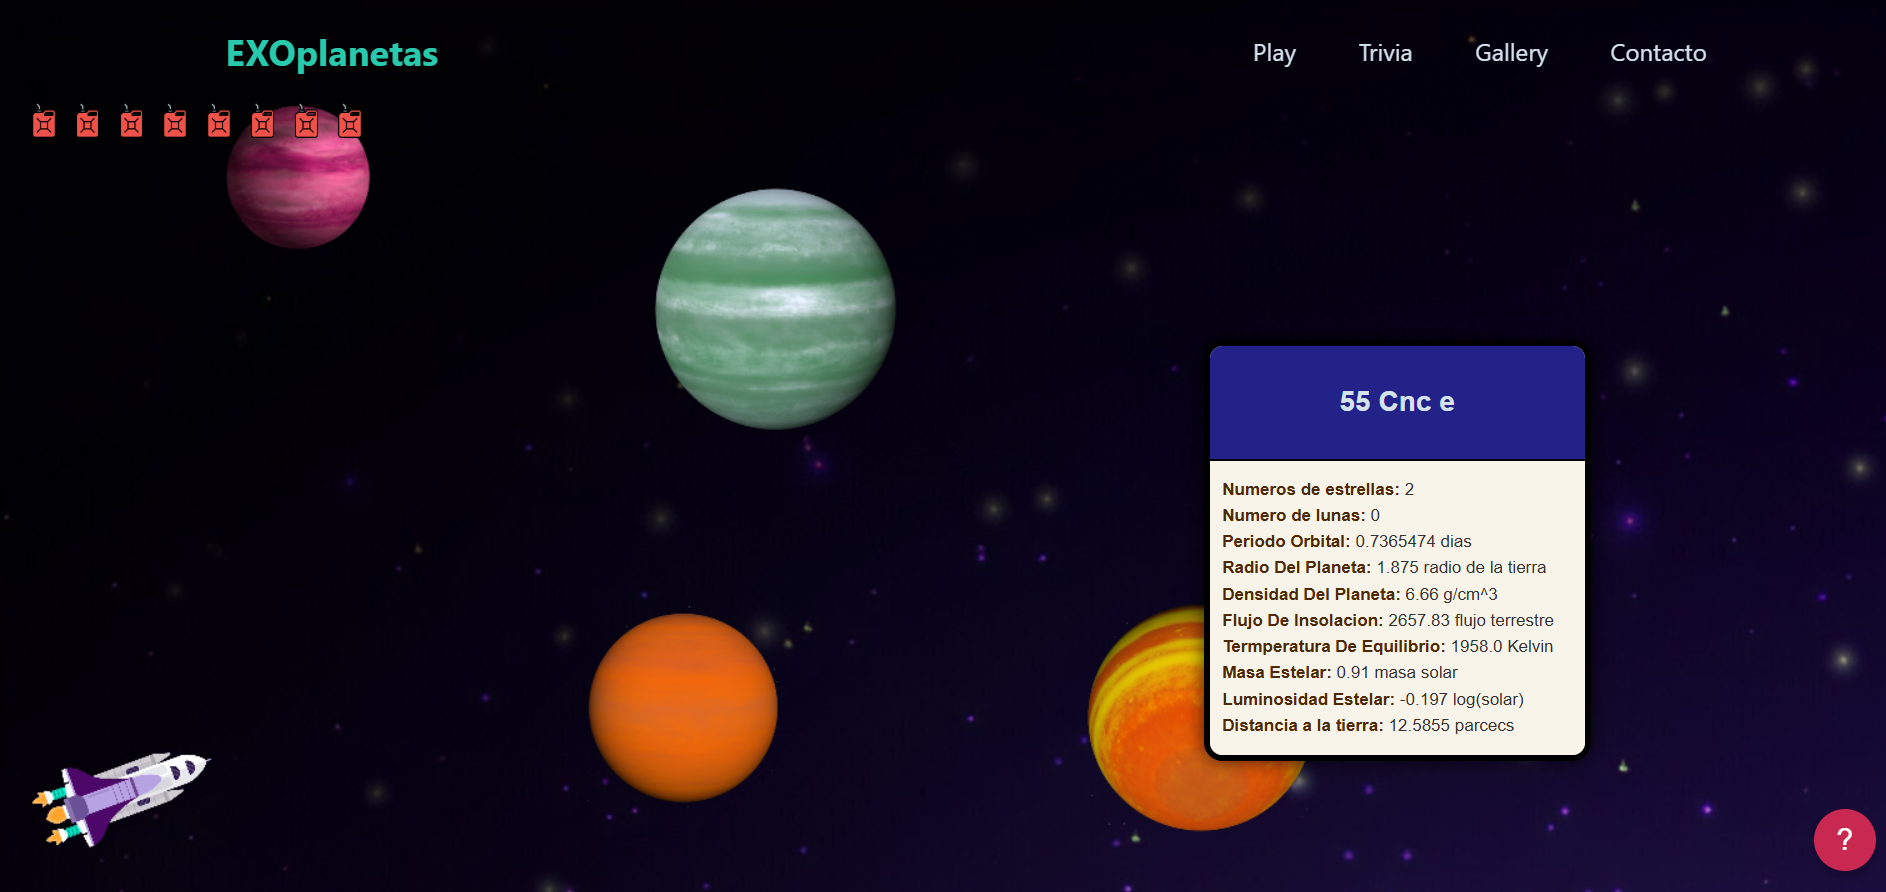 EXOplanetas
Play
Trivia
Gallery
Contacto
55 Cnc e
Numeros de estrellas: 2
Numero de lunas: 0
Periodo Orbital: 0.7365474 dias
Radio Del Planeta: 1.875 radio de la tierra
Densidad Del Planeta: 6.66 g/cm^3
Flujo De Insolacion: 2657.83 flujo terrestre
Termperatura De Equilibrio: 1958.0 Kelvin
Masa Estelar: 0.91 masa solar
Luminosidad Estelar: -0.197 log(solar)
Distancia a la tierra: 12.5855 parcecs
?